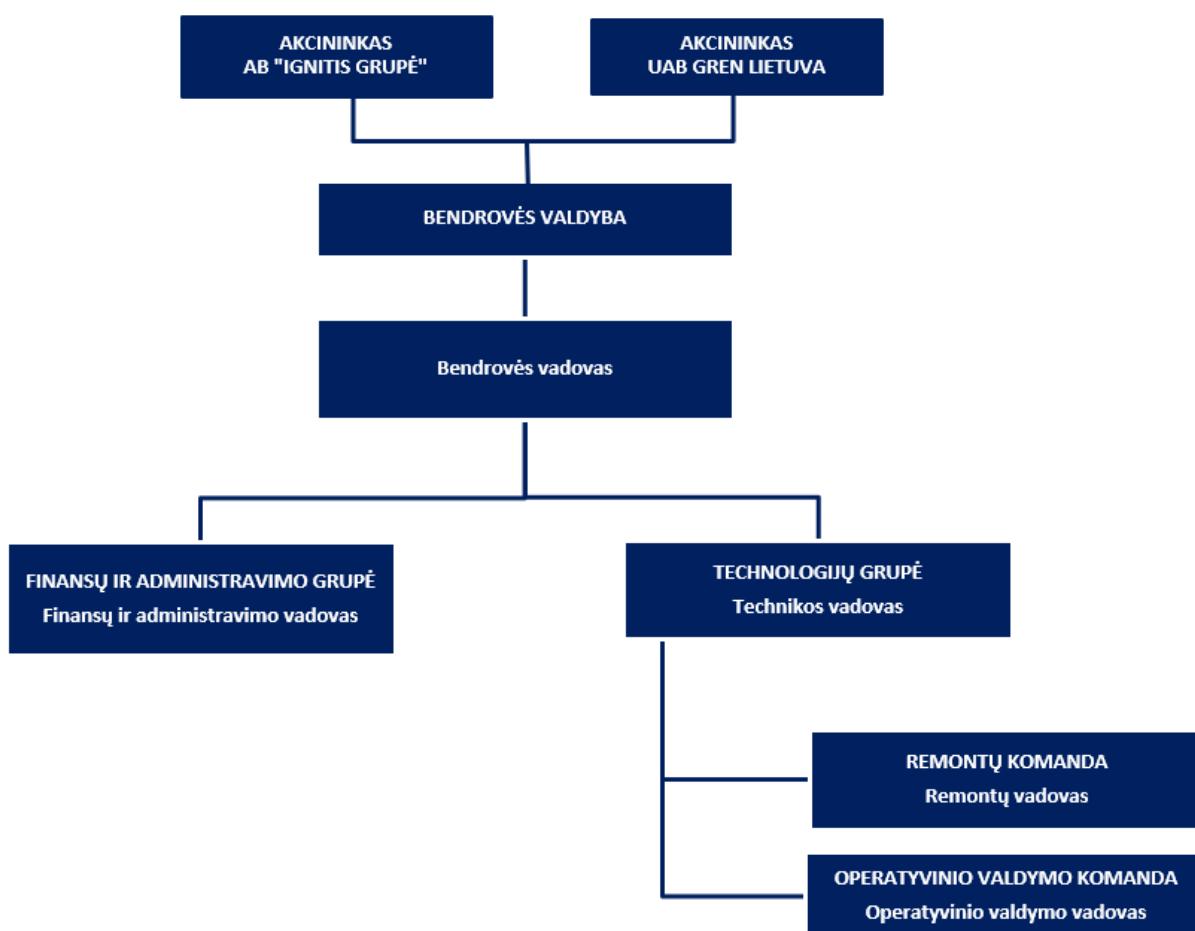 AKCININKAS
AB "IGNITIS GRUPĖ"
AKCININKAS
UAB GREN LIETUVA
BENDROVĖS VALDYBA
Bendrovės vadovas
FINANSŲ IR ADMINISTRAVIMO GRUPĖ
Finansų ir administravimo vadovas
TECHNOLOGIJŲ GRUPĖ
Technikos vadovas
REMONTŲ KOMANDA
Remontų vadovas
OPERATYVINIO VALDYMO KOMANDA
Operatyvinio valdymo vadovas